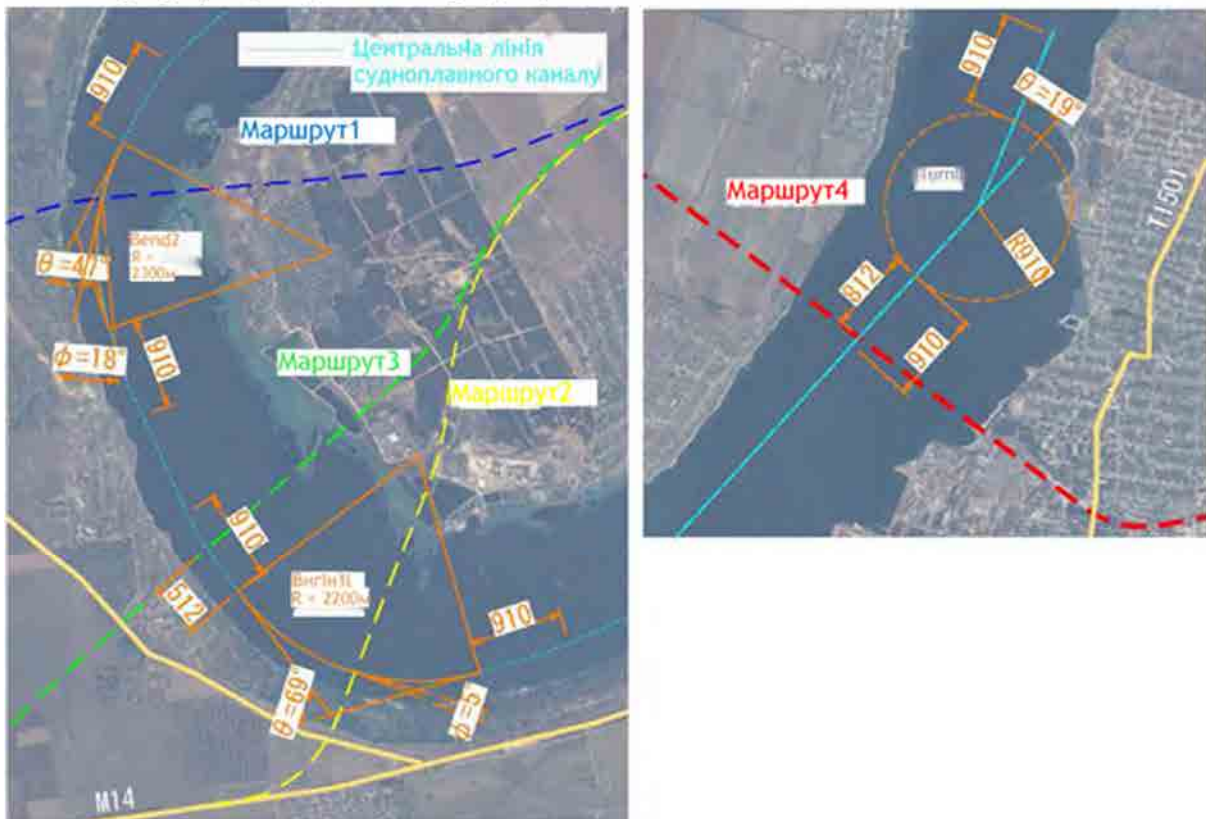 Центральна лінія
судноплавного каналу
910
Маршрут1
Bend2
R =
2300м
θ =47°
ϕ =18°
910
Маршрут3
Маршрут2
910
512
Вигін1
R = 2200м
910
θ =69°
ϕ =5
M14
910
θ =19°
Маршрут4
R910
812
910
T1501